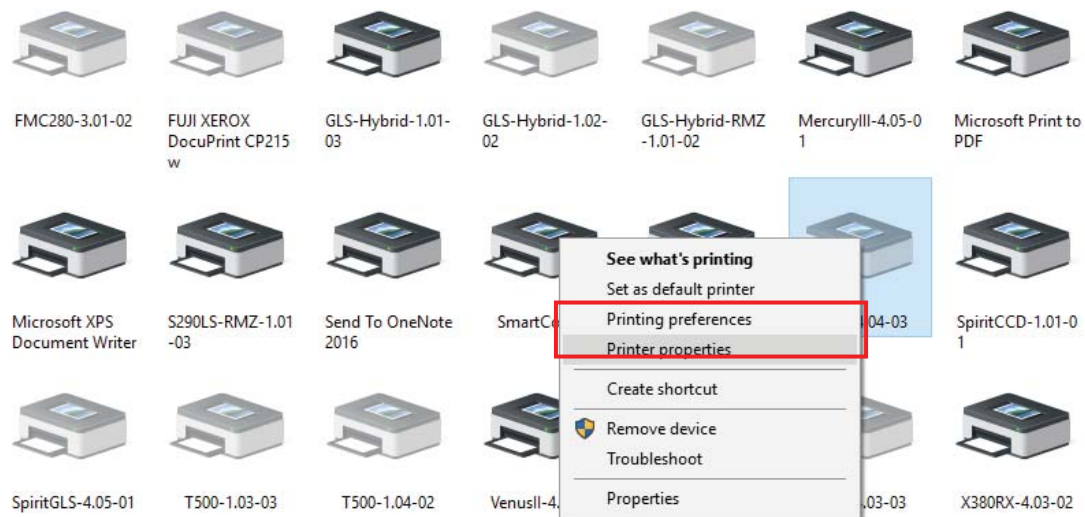 FMC280-3.01-02
FUJI XEROX
DocuPrint CP215
w
GLS-Hybrid-1.01-
03
GLS-Hybrid-1.02-
02
GLS-Hybrid-RMZ
-1.01-02
MercuryIII-4.05-0
1
Microsoft Print to
PDF
Microsoft XPS
Document Writer
S290LS-RMZ-1.01
-03
Send To OneNote
2016
SmartC
04-03
SpiritCCD-1.01-0
1
See what's printing
Set as default printer
Printing preferences
Printer properties
Create shortcut
Remove device
Troubleshoot
Properties
SpiritGLS-4.05-01
T500-1.03-03
T500-1.04-02
VenusII-4.
.03-03
X380RX-4.03-02